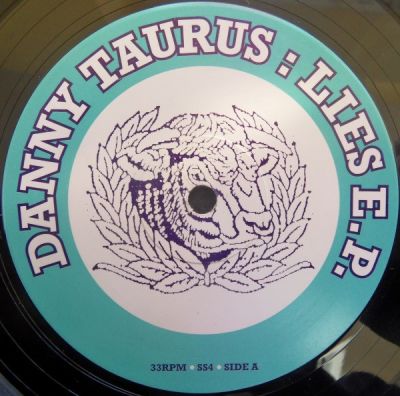 DANNY TAURUS : LIES E.P.
33RPM • SS4 • SIDE A